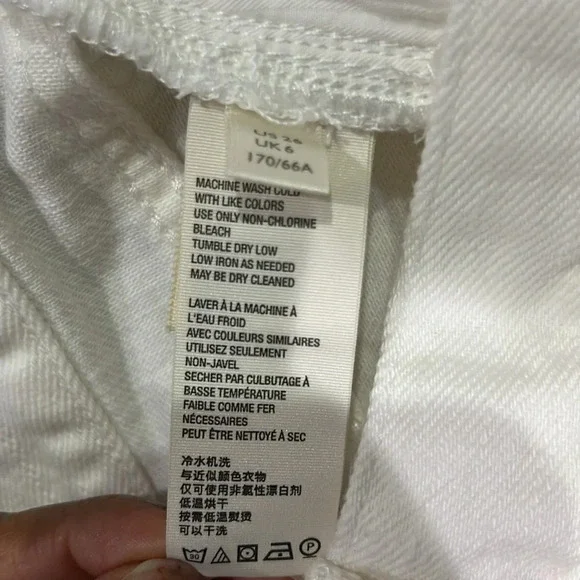 US 26
UK 6
170/66A
MACHINE WASH COLD
WITH LIKE COLORS
USE ONLY NON-CHLORINE
BLEACH
TUMBLE DRY LOW
LOW IRON AS NEEDED
MAY BE DRY CLEANED
LAVER À LA MACHINE À
L'EAU FROID
AVEC COULEURS SIMILAIRES
UTILISEZ SEULEMENT
NON-JAVEL
SECHER PAR CULBUTAGE À
BASSE TEMPÉRATURE
FAIBLE COMME FER
NÉCESSAIRES
PEUT ÊTRE NETTOYÉ À SEC
冷水机洗
与近似颜色衣物
仅可使用非氯性漂白剂
低温烘干
按需低温熨烫
可以干洗
30 P